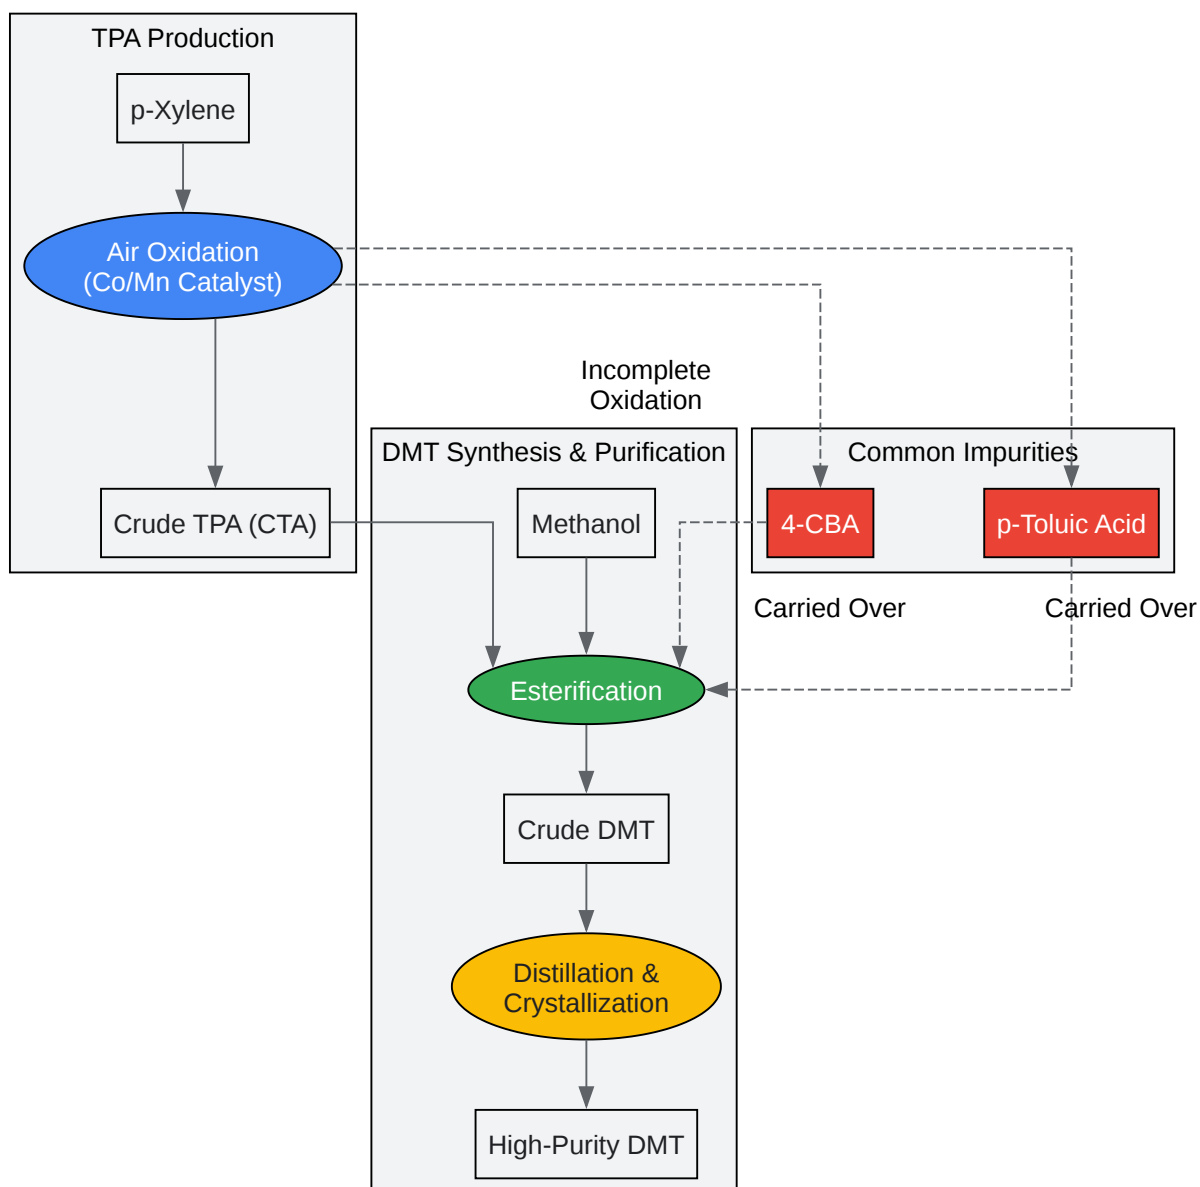 TPA Production
p-Xylene
Air Oxidation
(Co/Mn Catalyst)
Incomplete
Oxidation
DMT Synthesis & Purification
Common Impurities
Crude TPA (CTA)
Methanol
4-CBA
p-Toluic Acid
Carried Over
Carried Over
Esterification
Crude DMT
Distillation &
Crystallization
High-Purity DMT